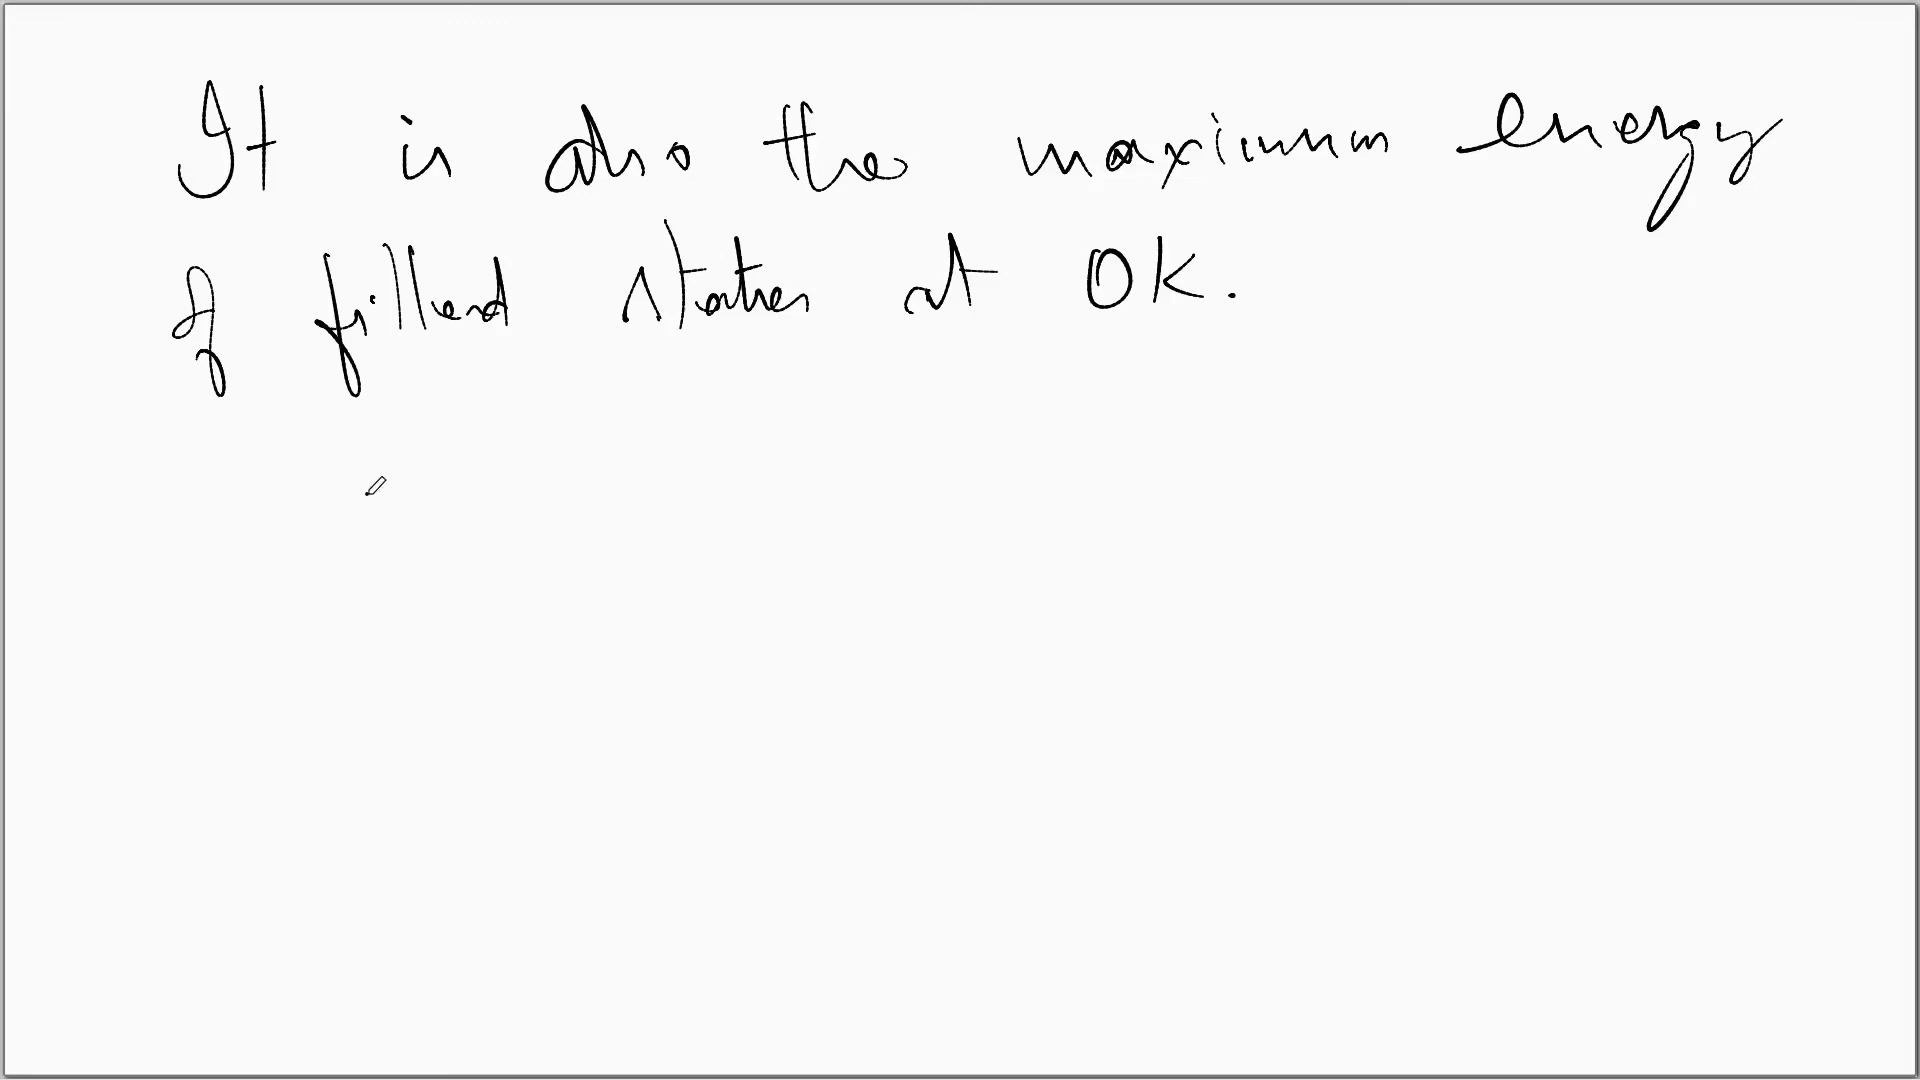 It is also the maximum energy
of filled states at 0K.